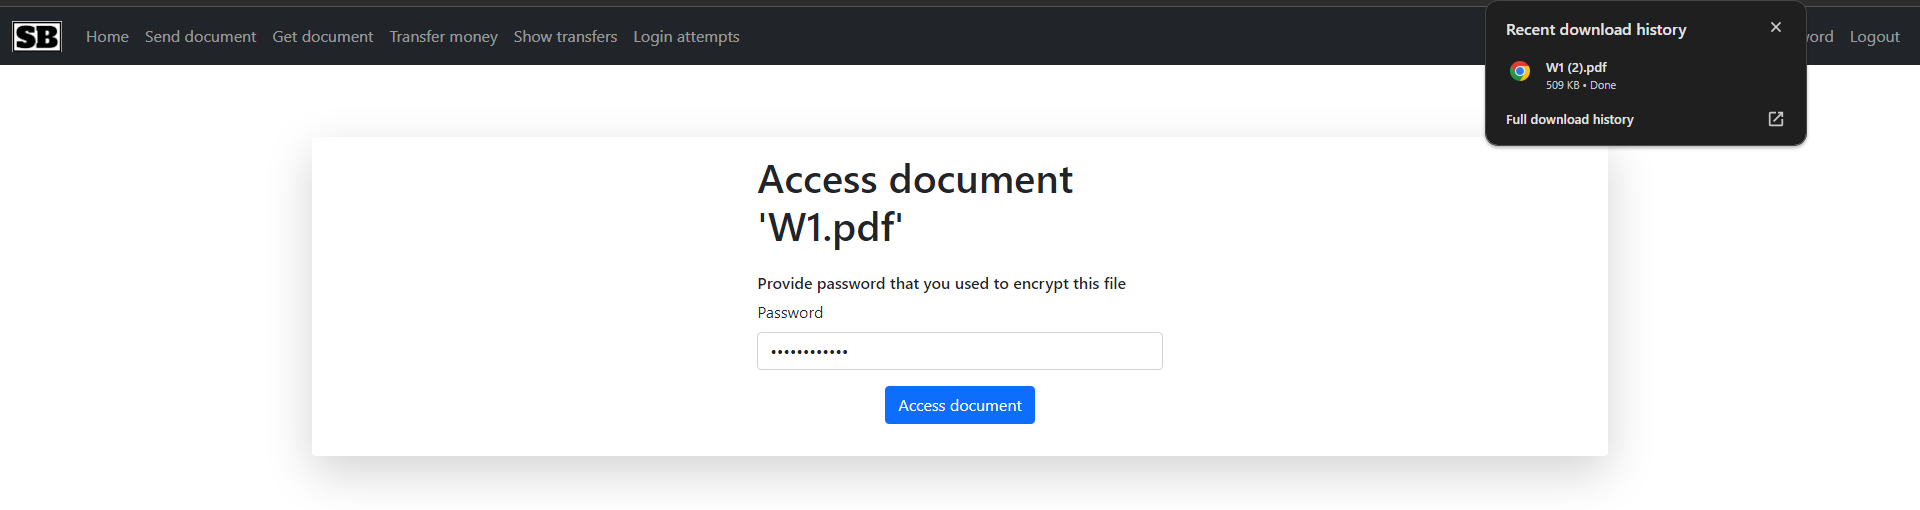 SB Home Send document Get document Transfer money Show transfers Login attempts Logout
Recent download history
W1 (2).pdf
509 KB • Done
Full download history
Access document
'W1.pdf'
Provide password that you used to encrypt this file
Password
Access document